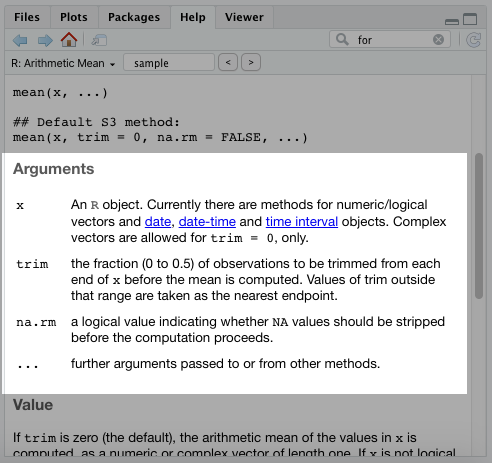 Files Plots Packages Help Viewer
for
R: Arithmetic Mean sample < >
mean(x, ...)
## Default S3 method:
mean(x, trim = 0, na.rm = FALSE, ...)
Arguments
x An R object. Currently there are methods for numeric/logical
vectors and date, date-time and time interval objects. Complex
vectors are allowed for trim = 0, only.
trim the fraction (0 to 0.5) of observations to be trimmed from each
end of x before the mean is computed. Values of trim outside
that range are taken as the nearest endpoint.
na.rm a logical value indicating whether NA values should be stripped
before the computation proceeds.
... further arguments passed to or from other methods.
Value
If trim is zero (the default), the arithmetic mean of the values in x is
computed, as a numeric or complex vector of length one. If x is not logical